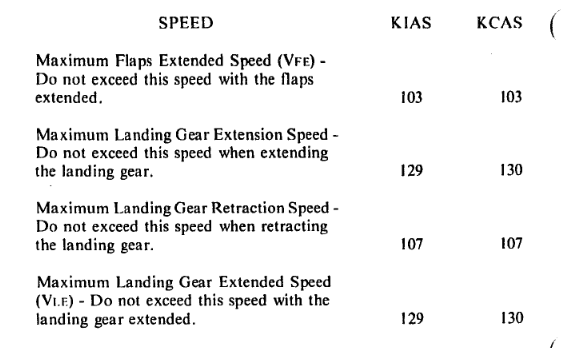 SPEED KIAS KCAS
Maximum Flaps Extended Speed (VFE) -
Do not exceed this speed with the flaps
extended. 103 103
Maximum Landing Gear Extension Speed -
Do not exceed this speed when extending
the landing gear. 129 130
Maximum Landing Gear Retraction Speed -
Do not exceed this speed when retracting
the landing gear. 107 107
Maximum Landing Gear Extended Speed
(VLE) - Do not exceed this speed with the
landing gear extended. 129 130